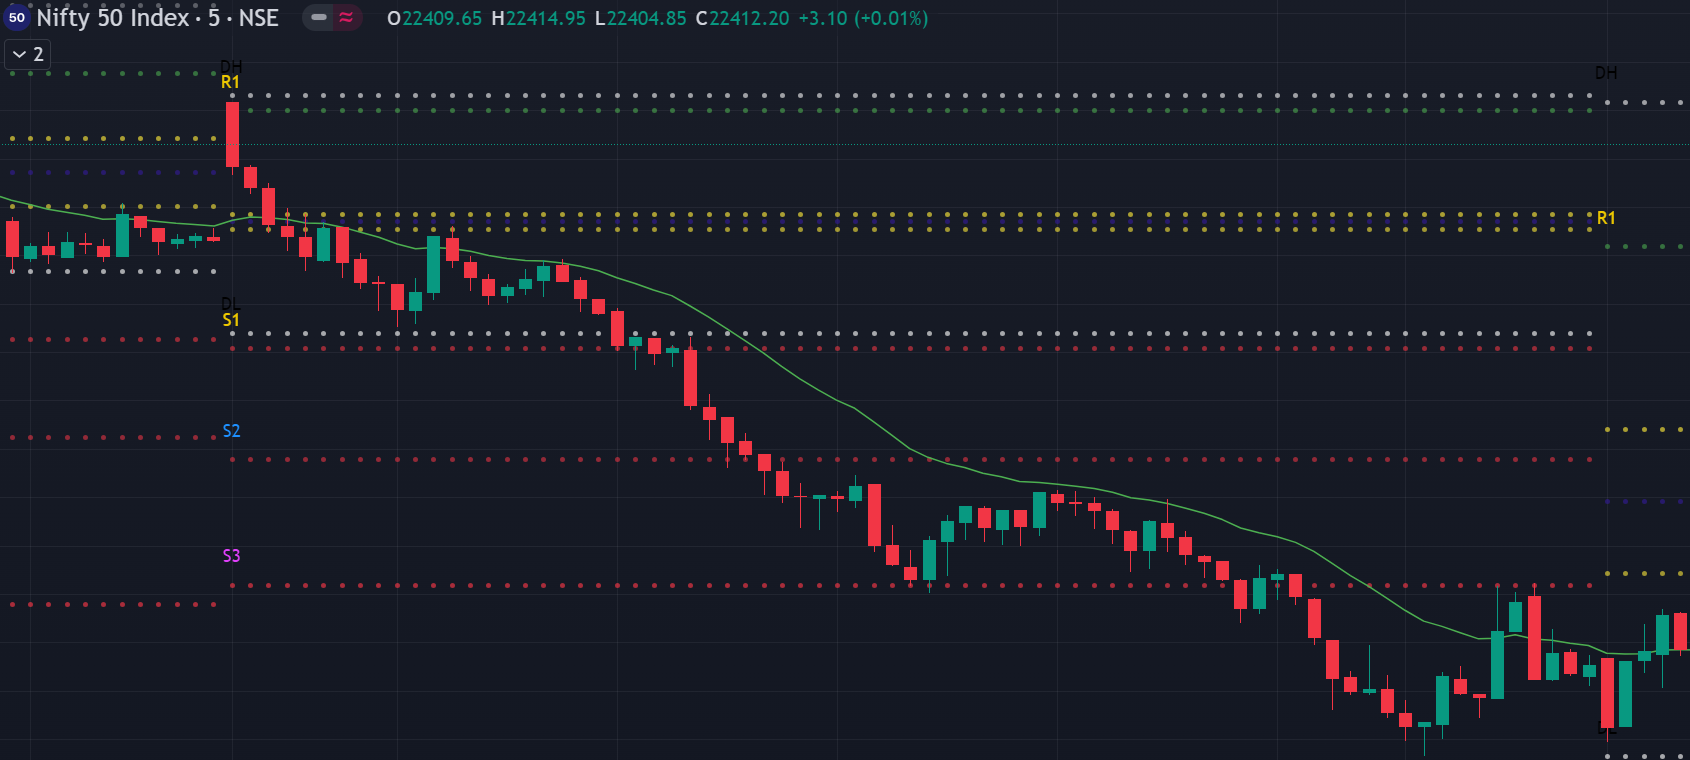 50 Nifty 50 Index · 5 · NSE O22409.65 H22414.95 L22404.85 C22412.20 +3.10 (+0.01%)
2
DH
R1
DH
R1
DL
S1
S2
S3
DL